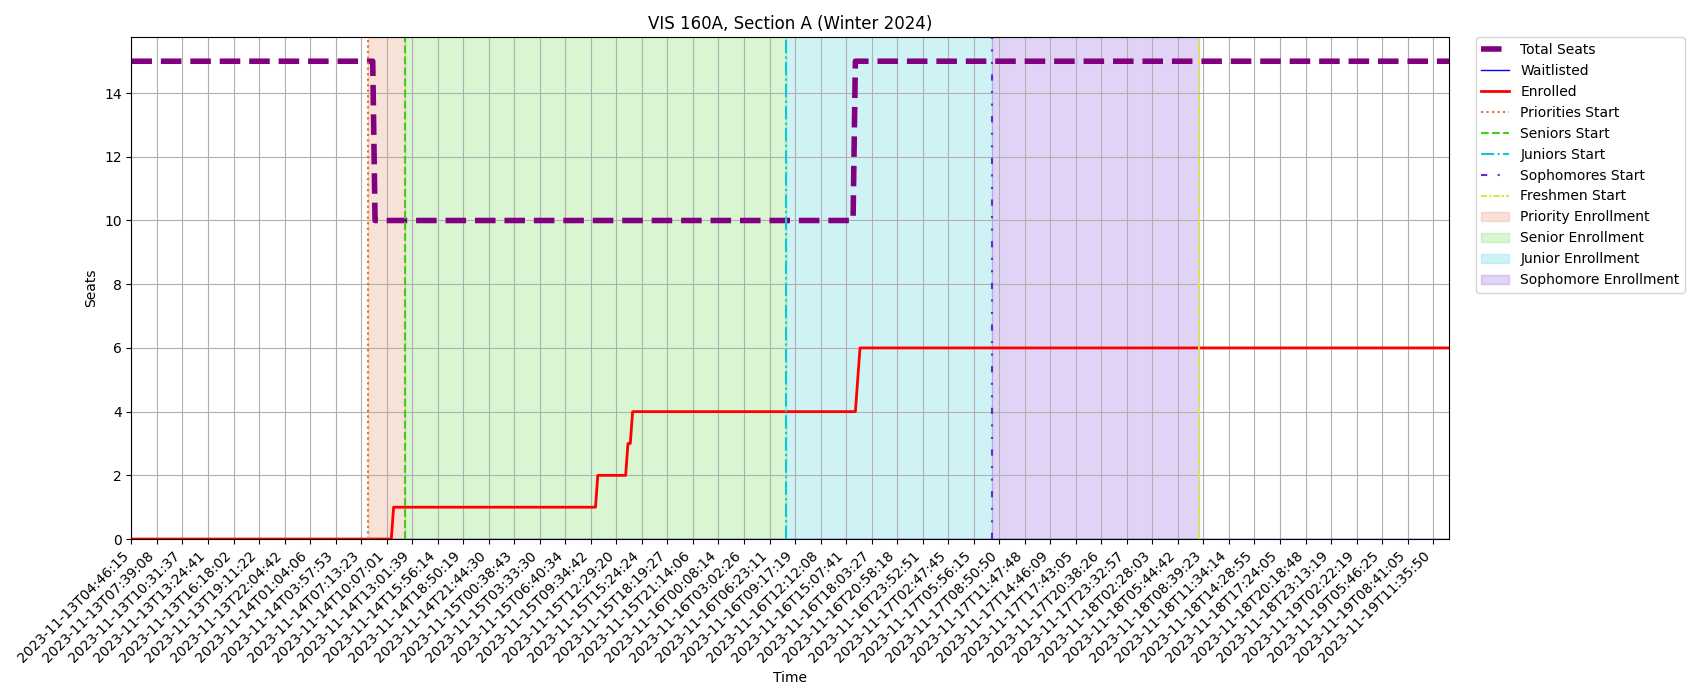 VIS 160A, Section A (Winter 2024)
Seats
14
12
10
8
6
4
2
0
2023-11-13T04:46:15
2023-11-13T07:39:08
2023-11-13T10:31:37
2023-11-13T13:24:41
2023-11-13T16:18:02
2023-11-13T19:11:22
2023-11-13T22:04:42
2023-11-14T01:04:06
2023-11-14T03:57:53
2023-11-14T07:13:23
2023-11-14T10:07:01
2023-11-14T13:01:39
2023-11-14T15:56:14
2023-11-14T18:50:19
2023-11-14T21:44:30
2023-11-15T00:38:43
2023-11-15T03:33:30
2023-11-15T06:40:34
2023-11-15T09:34:42
2023-11-15T12:29:20
2023-11-15T15:24:24
2023-11-15T18:19:27
2023-11-15T21:14:06
2023-11-16T00:08:14
2023-11-16T03:02:26
2023-11-16T06:23:11
2023-11-16T09:17:19
2023-11-16T12:12:08
2023-11-16T15:07:41
2023-11-16T18:03:27
2023-11-16T20:58:18
2023-11-16T23:52:51
2023-11-17T02:47:45
2023-11-17T05:56:15
2023-11-17T08:50:50
2023-11-17T11:47:48
2023-11-17T14:46:09
2023-11-17T17:43:05
2023-11-17T20:38:26
2023-11-17T23:32:57
2023-11-18T02:28:03
2023-11-18T05:44:42
2023-11-18T08:39:23
2023-11-18T11:34:14
2023-11-18T14:28:55
2023-11-18T17:24:05
2023-11-18T20:18:48
2023-11-18T23:13:19
2023-11-19T02:22:19
2023-11-19T05:46:25
2023-11-19T08:41:05
2023-11-19T11:35:50
Time
Total Seats
Waitlisted
Enrolled
Priorities Start
Seniors Start
Juniors Start
Sophomores Start
Freshmen Start
Priority Enrollment
Senior Enrollment
Junior Enrollment
Sophomore Enrollment